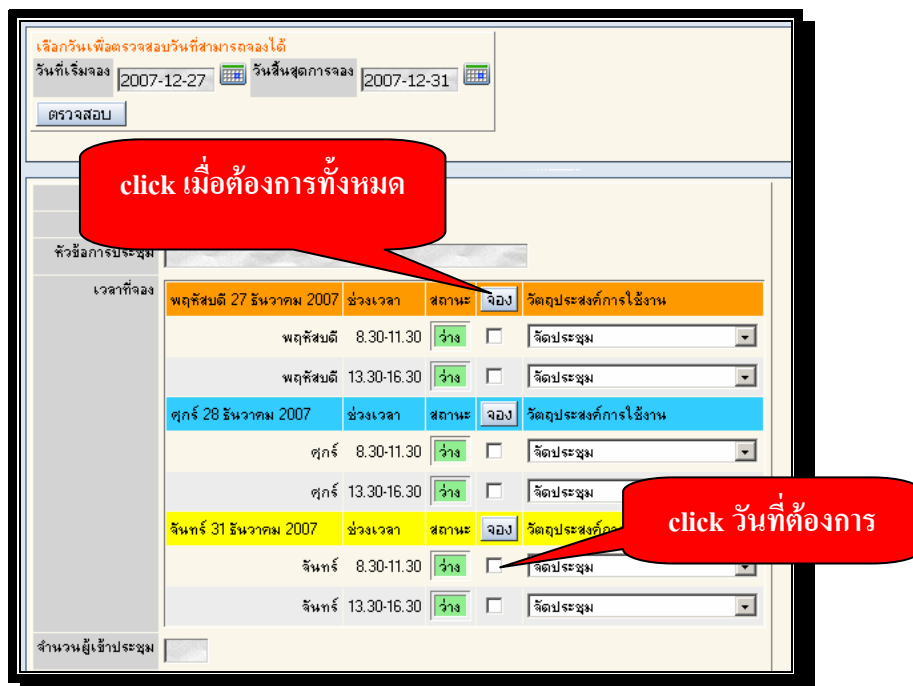 เลือกวันเพื่อตรวจสอบวันที่สามารถจองได้
วันที่เริ่มจอง 2007-12-27 วันสิ้นสุดการจอง 2007-12-31
ตรวจสอบ
click เมื่อต้องการทั้งหมด
หัวข้อการประชุม
เวลาที่จอง
พฤหัสบดี 27 ธันวาคม 2007 ช่วงเวลา สถานะ จอง วัตถุประสงค์การใช้งาน
พฤหัสบดี 8.30-11.30 ว่าง จัดประชุม
พฤหัสบดี 13.30-16.30 ว่าง จัดประชุม
ศุกร์ 28 ธันวาคม 2007 ช่วงเวลา สถานะ จอง วัตถุประสงค์การใช้งาน
ศุกร์ 8.30-11.30 ว่าง จัดประชุม
ศุกร์ 13.30-16.30 ว่าง จัดประชุม
click วันที่ต้องการ
จันทร์ 31 ธันวาคม 2007 ช่วงเวลา สถานะ จอง
จันทร์ 8.30-11.30 ว่าง จัดประชุม
จันทร์ 13.30-16.30 ว่าง จัดประชุม
จำนวนผู้เข้าประชุม